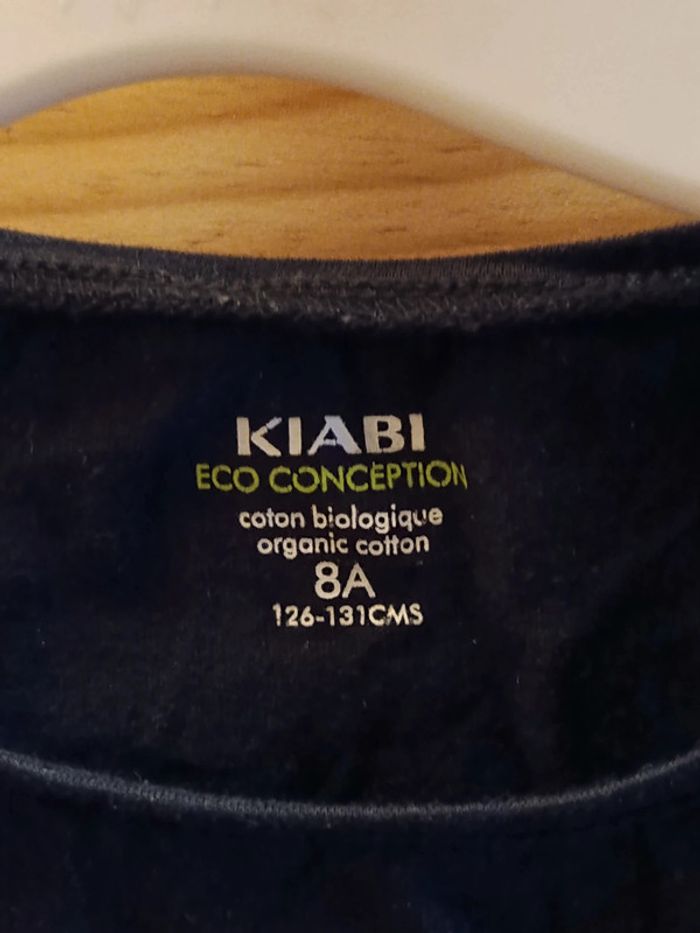 KIABI
ECO CONCEPTION
coton biologique
organic cotton
8A
126-131CMS